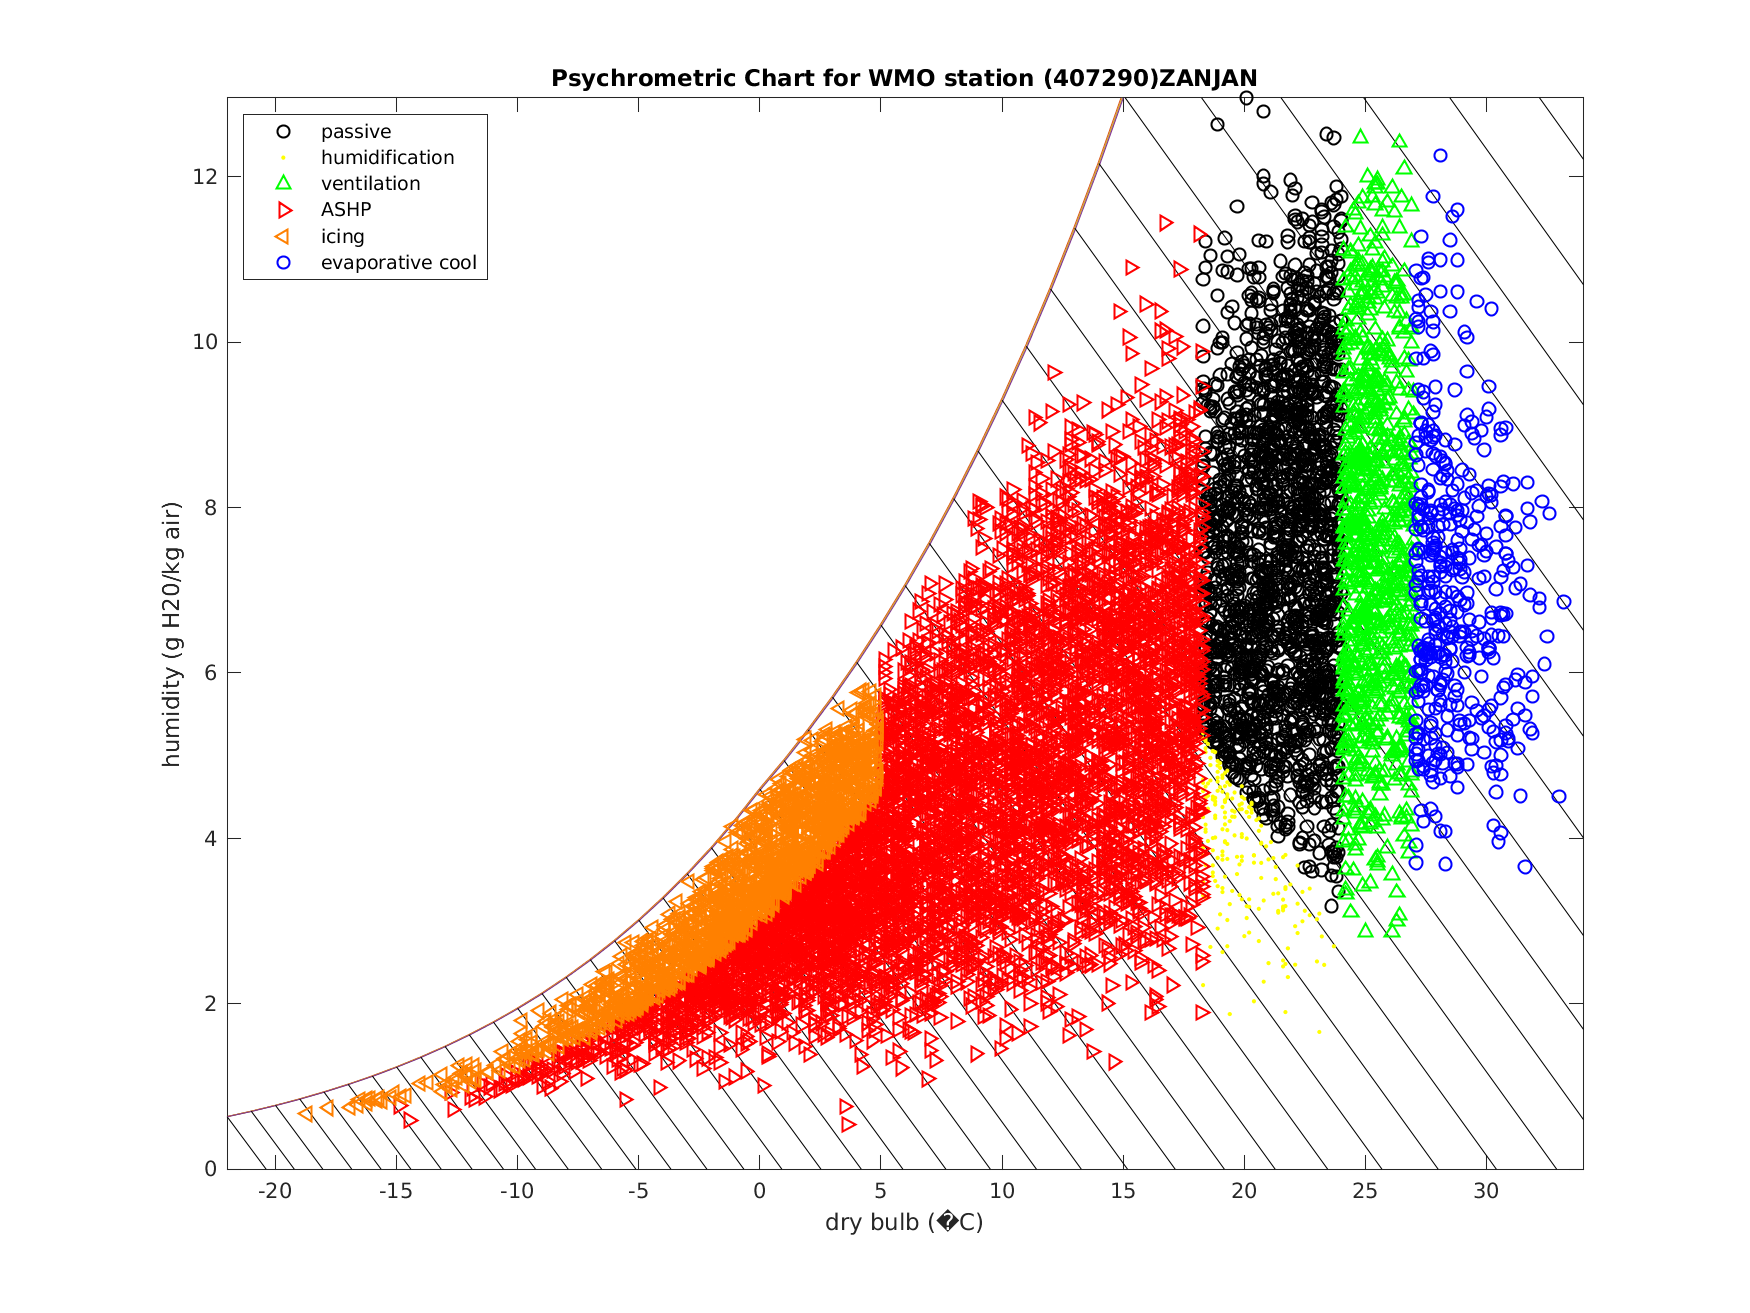 Psychrometric Chart for WMO station (407290)ZANJAN
passive
humidification
ventilation
ASHP
icing
evaporative cool
humidity (g H20/kg air)
12
10
8
6
4
2
0
-20 -15 -10 -5 0 5 10 15 20 25 30
dry bulb (�C)